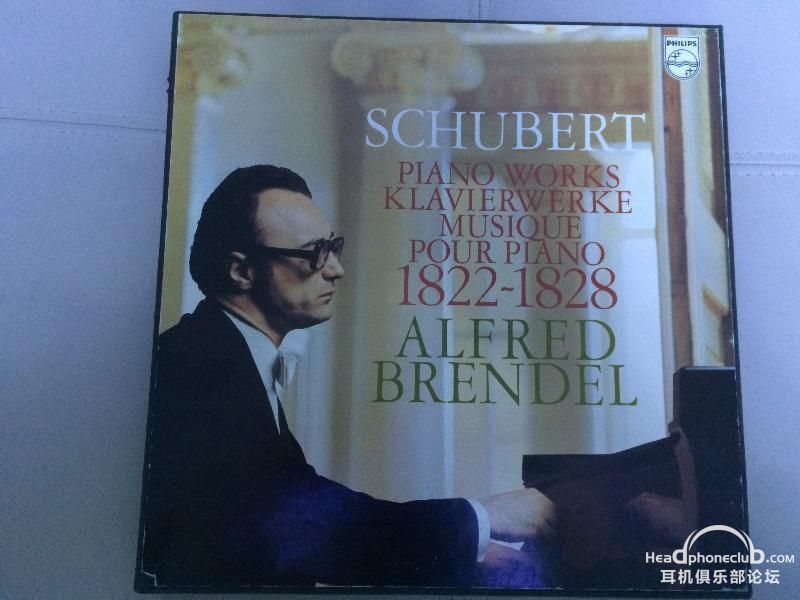 PHILIPS
SCHUBERT
PIANO WORKS
KLAVIERWERKE
MUSIQUE
POUR PIANO
1822-1828
ALFRED
BRENDEL
HeadphoneclUb.com
耳机俱乐部论坛